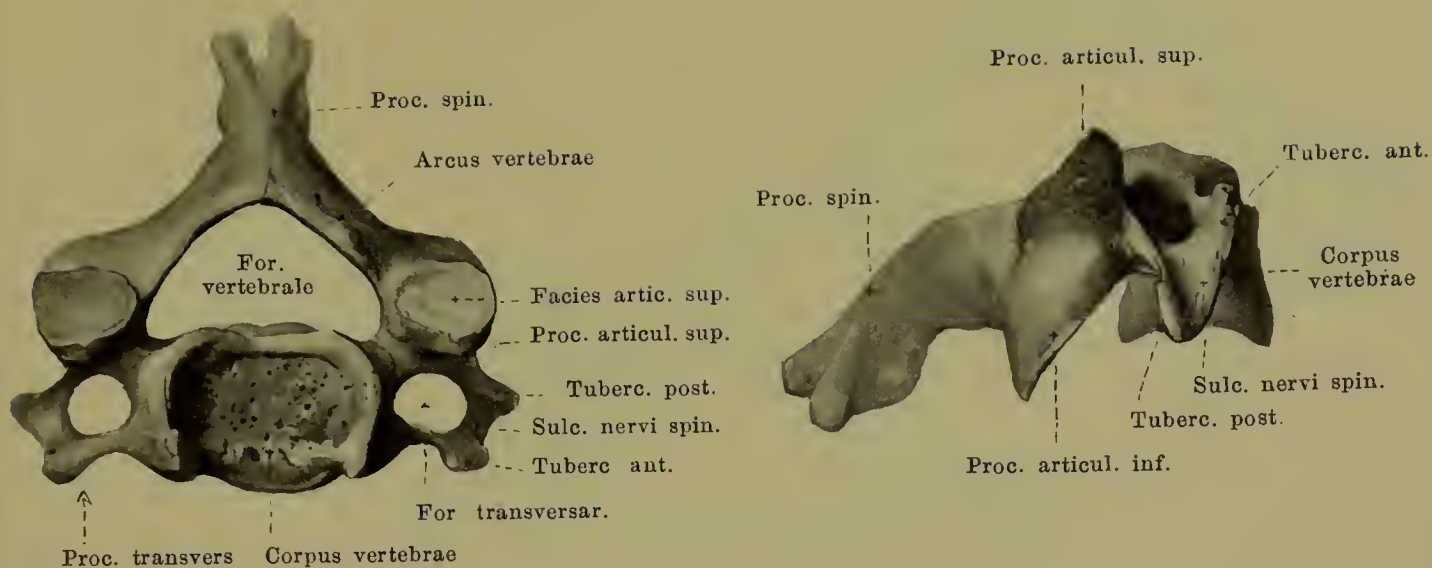 Proc. spin.
Arcus vertebrae
For.
vertebrale
Facies artic. sup.
Proc. articul. sup.
Tuberc. post.
Sulc. nervi spin.
Tuberc ant.
For transversar.
Proc. transvers
Corpus vertebrae
Proc. articul. sup.
Tuberc. ant.
Proc. spin.
Corpus
vertebrae
Sulc. nervi spin.
Tuberc. post.
Proc. articul. inf.